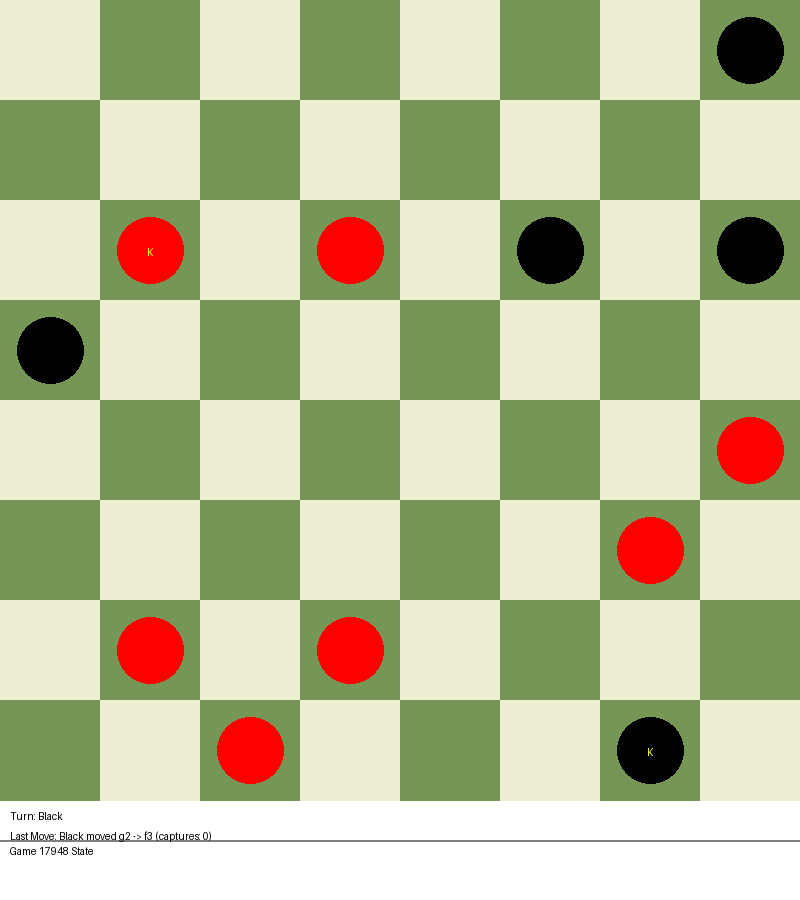 K
K
Turn: Black
Last Move: Black moved g2 -> f3 (captures: 0)
Game 17948 State